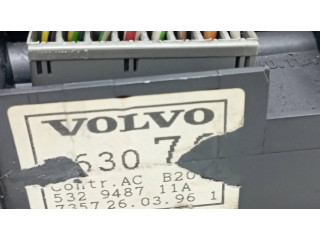 VOLVO
630 7
Contr.AC B20
532 9487 11A
7357 26.03.96 1